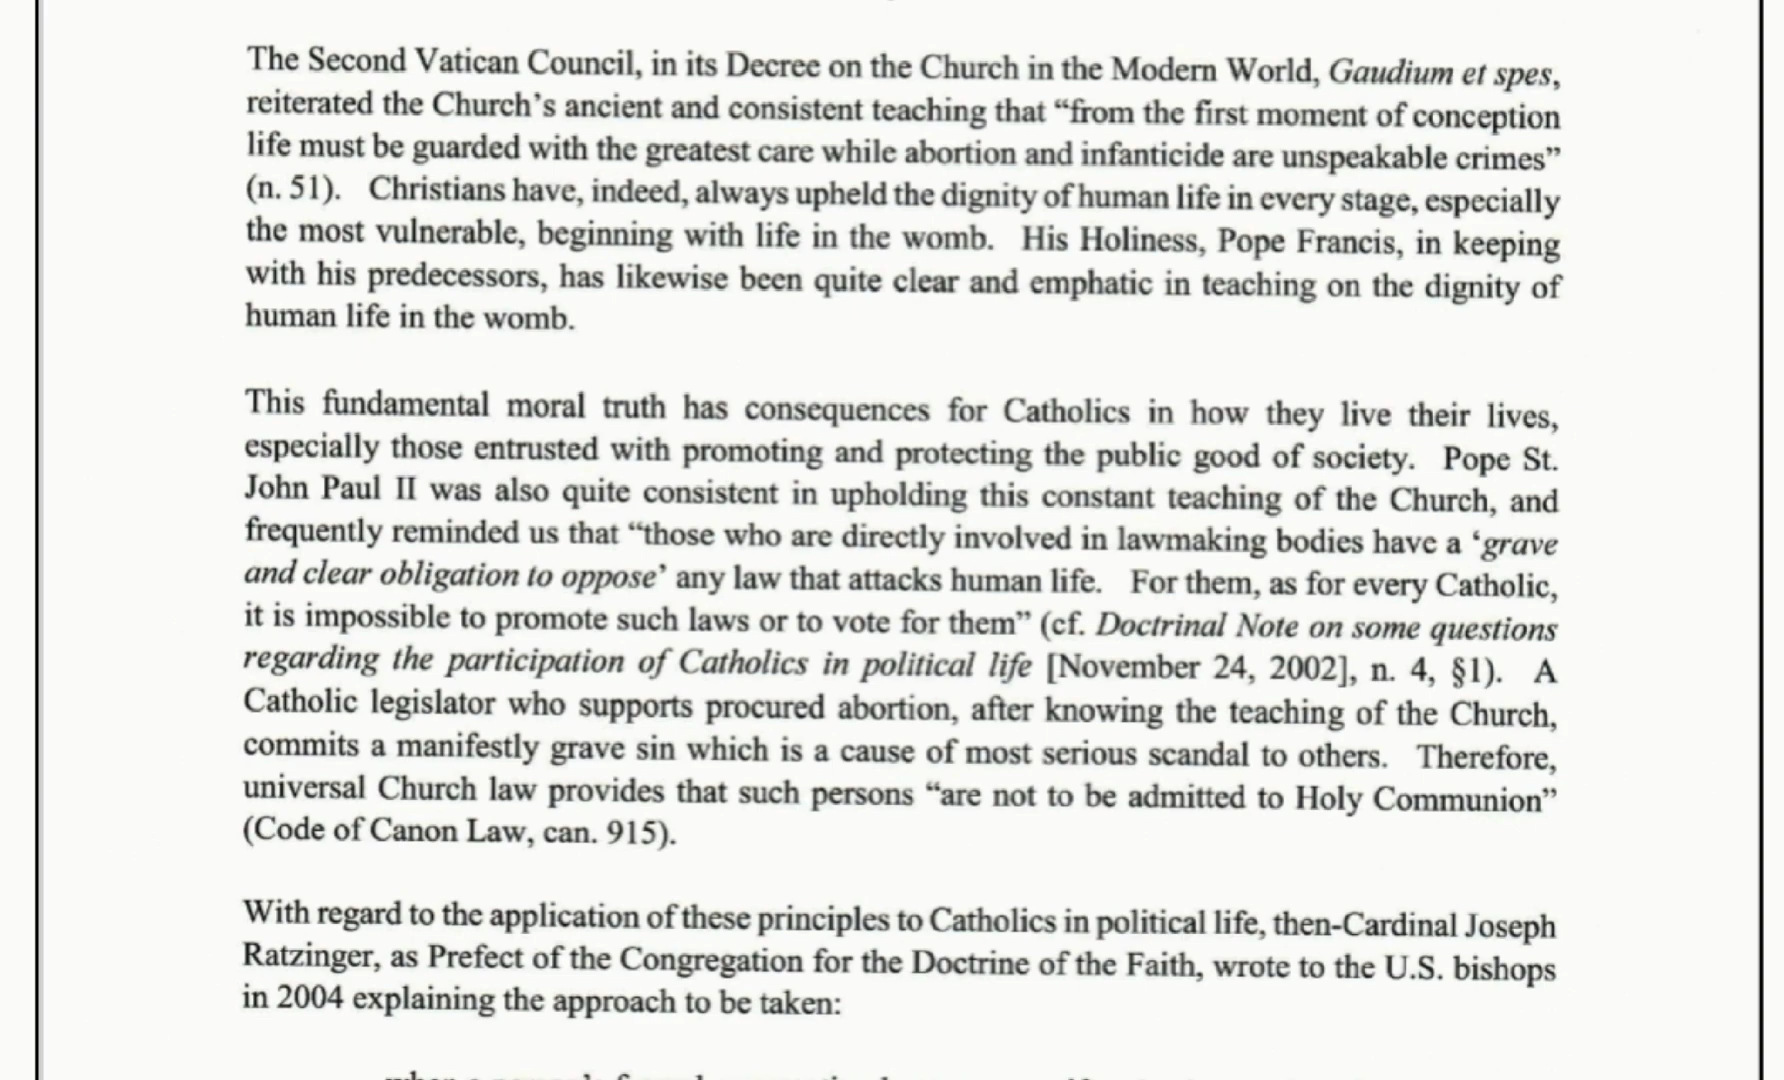 The Second Vatican Council, in its Decree on the Church in the Modern World, Gaudium et spes,
reiterated the Church's ancient and consistent teaching that “from the first moment of conception
life must be guarded with the greatest care while abortion and infanticide are unspeakable crimes”
(n. 51). Christians have, indeed, always upheld the dignity of human life in every stage, especially
the most vulnerable, beginning with life in the womb. His Holiness, Pope Francis, in keeping
with his predecessors, has likewise been quite clear and emphatic in teaching on the dignity of
human life in the womb.
This fundamental moral truth has consequences for Catholics in how they live their lives,
especially those entrusted with promoting and protecting the public good of society. Pope St.
John Paul II was also quite consistent in upholding this constant teaching of the Church, and
frequently reminded us that “those who are directly involved in lawmaking bodies have a ‘grave
and clear obligation to oppose’ any law that attacks human life. For them, as for every Catholic,
it is impossible to promote such laws or to vote for them” (cf. Doctrinal Note on some questions
regarding the participation of Catholics in political life [November 24, 2002], n. 4, §1). A
Catholic legislator who supports procured abortion, after knowing the teaching of the Church,
commits a manifestly grave sin which is a cause of most serious scandal to others. Therefore,
universal Church law provides that such persons “are not to be admitted to Holy Communion”
(Code of Canon Law, can. 915).
With regard to the application of these principles to Catholics in political life, then-Cardinal Joseph
Ratzinger, as Prefect of the Congregation for the Doctrine of the Faith, wrote to the U.S. bishops
in 2004 explaining the approach to be taken: